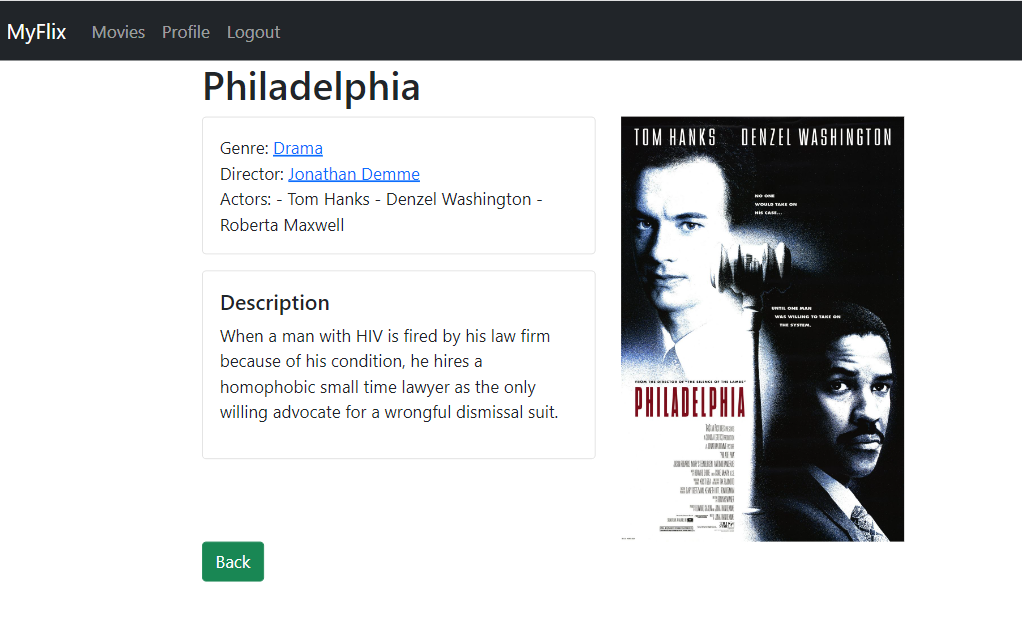 MyFlix Movies Profile Logout
Philadelphia
Genre: Drama
Director: Jonathan Demme
Actors: - Tom Hanks - Denzel Washington -
Roberta Maxwell
Description
When a man with HIV is fired by his law firm
because of his condition, he hires a
homophobic small time lawyer as the only
willing advocate for a wrongful dismissal suit.
Back
TOM HANKS DENZEL WASHINGTON
NO ONE
WOULD TAKE ON
HIS CASE...
UNTIL ONE MAN
WAS WILLING TO TAKE ON
THE SYSTEM.
FROM THE DIRECTOR OF "THE SILENCE OF THE LAMBS"
PHILADELPHIA